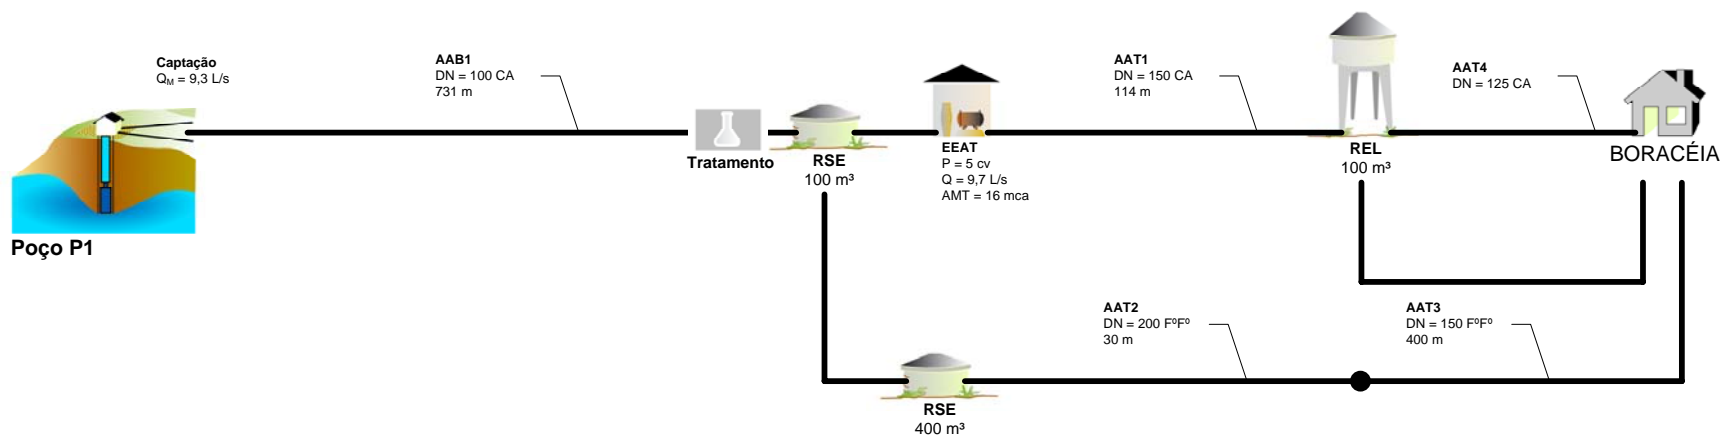 Captação
QM = 9,3 L/s
AAB1
DN = 100 CA
731 m
AAT1
DN = 150 CA
114 m
AAT4
DN = 125 CA
Tratamento
RSE
100 m³
EEAT
P = 5 cv
Q = 9,7 L/s
AMT = 16 mca
REL
100 m³
BORACÉIA
Poço P1
AAT2
DN = 200 FºFº
30 m
AAT3
DN = 150 FºFº
400 m
RSE
400 m³